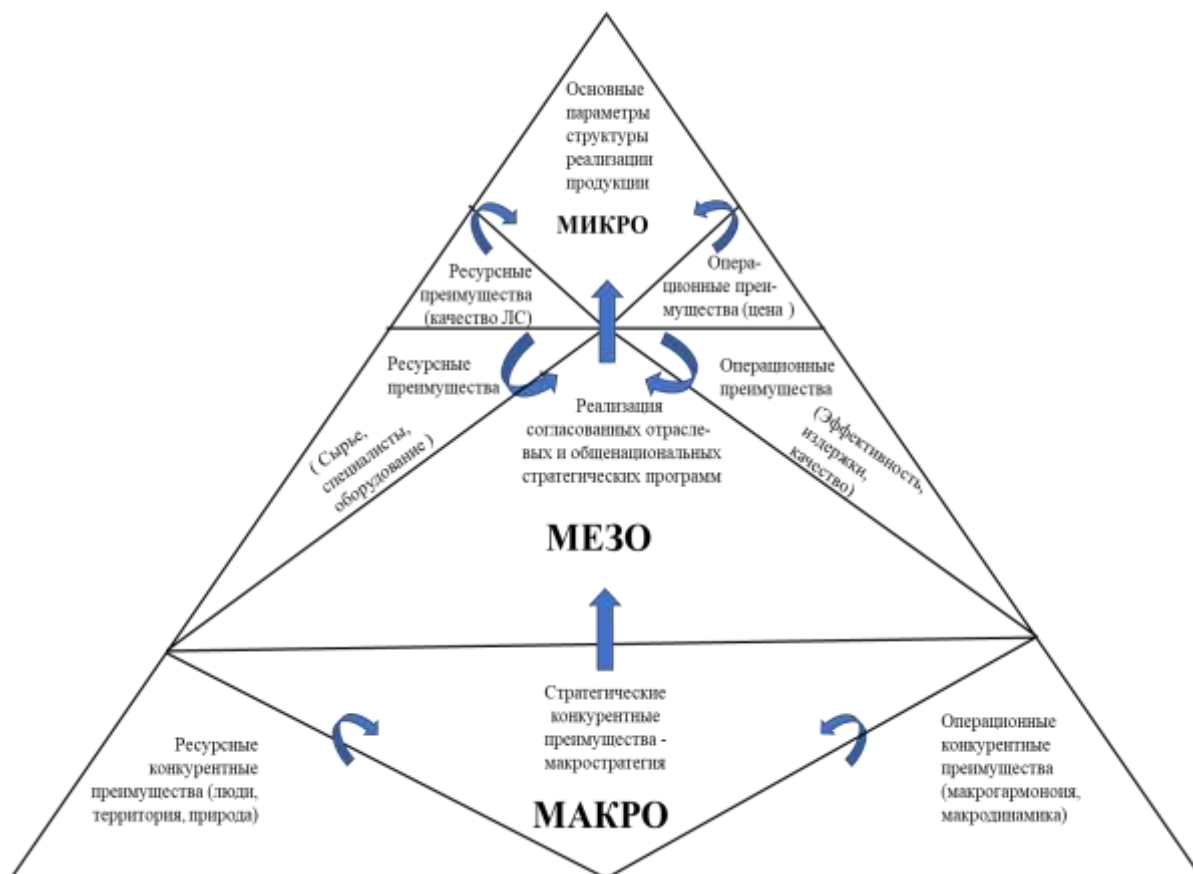 Основные
параметры
структуры
реализации
продукции
МИКРО
Ресурсные
преимущества
(качество ЛС)
Опера-
ционные преи-
мущества (цена )
Ресурсные
преимущества
( Сырье,
специалисты,
оборудование )
Операционные
преимущества
(Эффективность,
издержки,
качество)
Реализация
согласованных отрасле-
вых и общенациональных
стратегических программ
МЕЗО
Стратегические
конкурентные
преимущества -
макростратегия
МАКРО
Ресурсные
конкурентные
преимущества (люди,
территория, природа)
Операционные
конкурентные
преимущества
(макрогармоноия,
макродинамика)